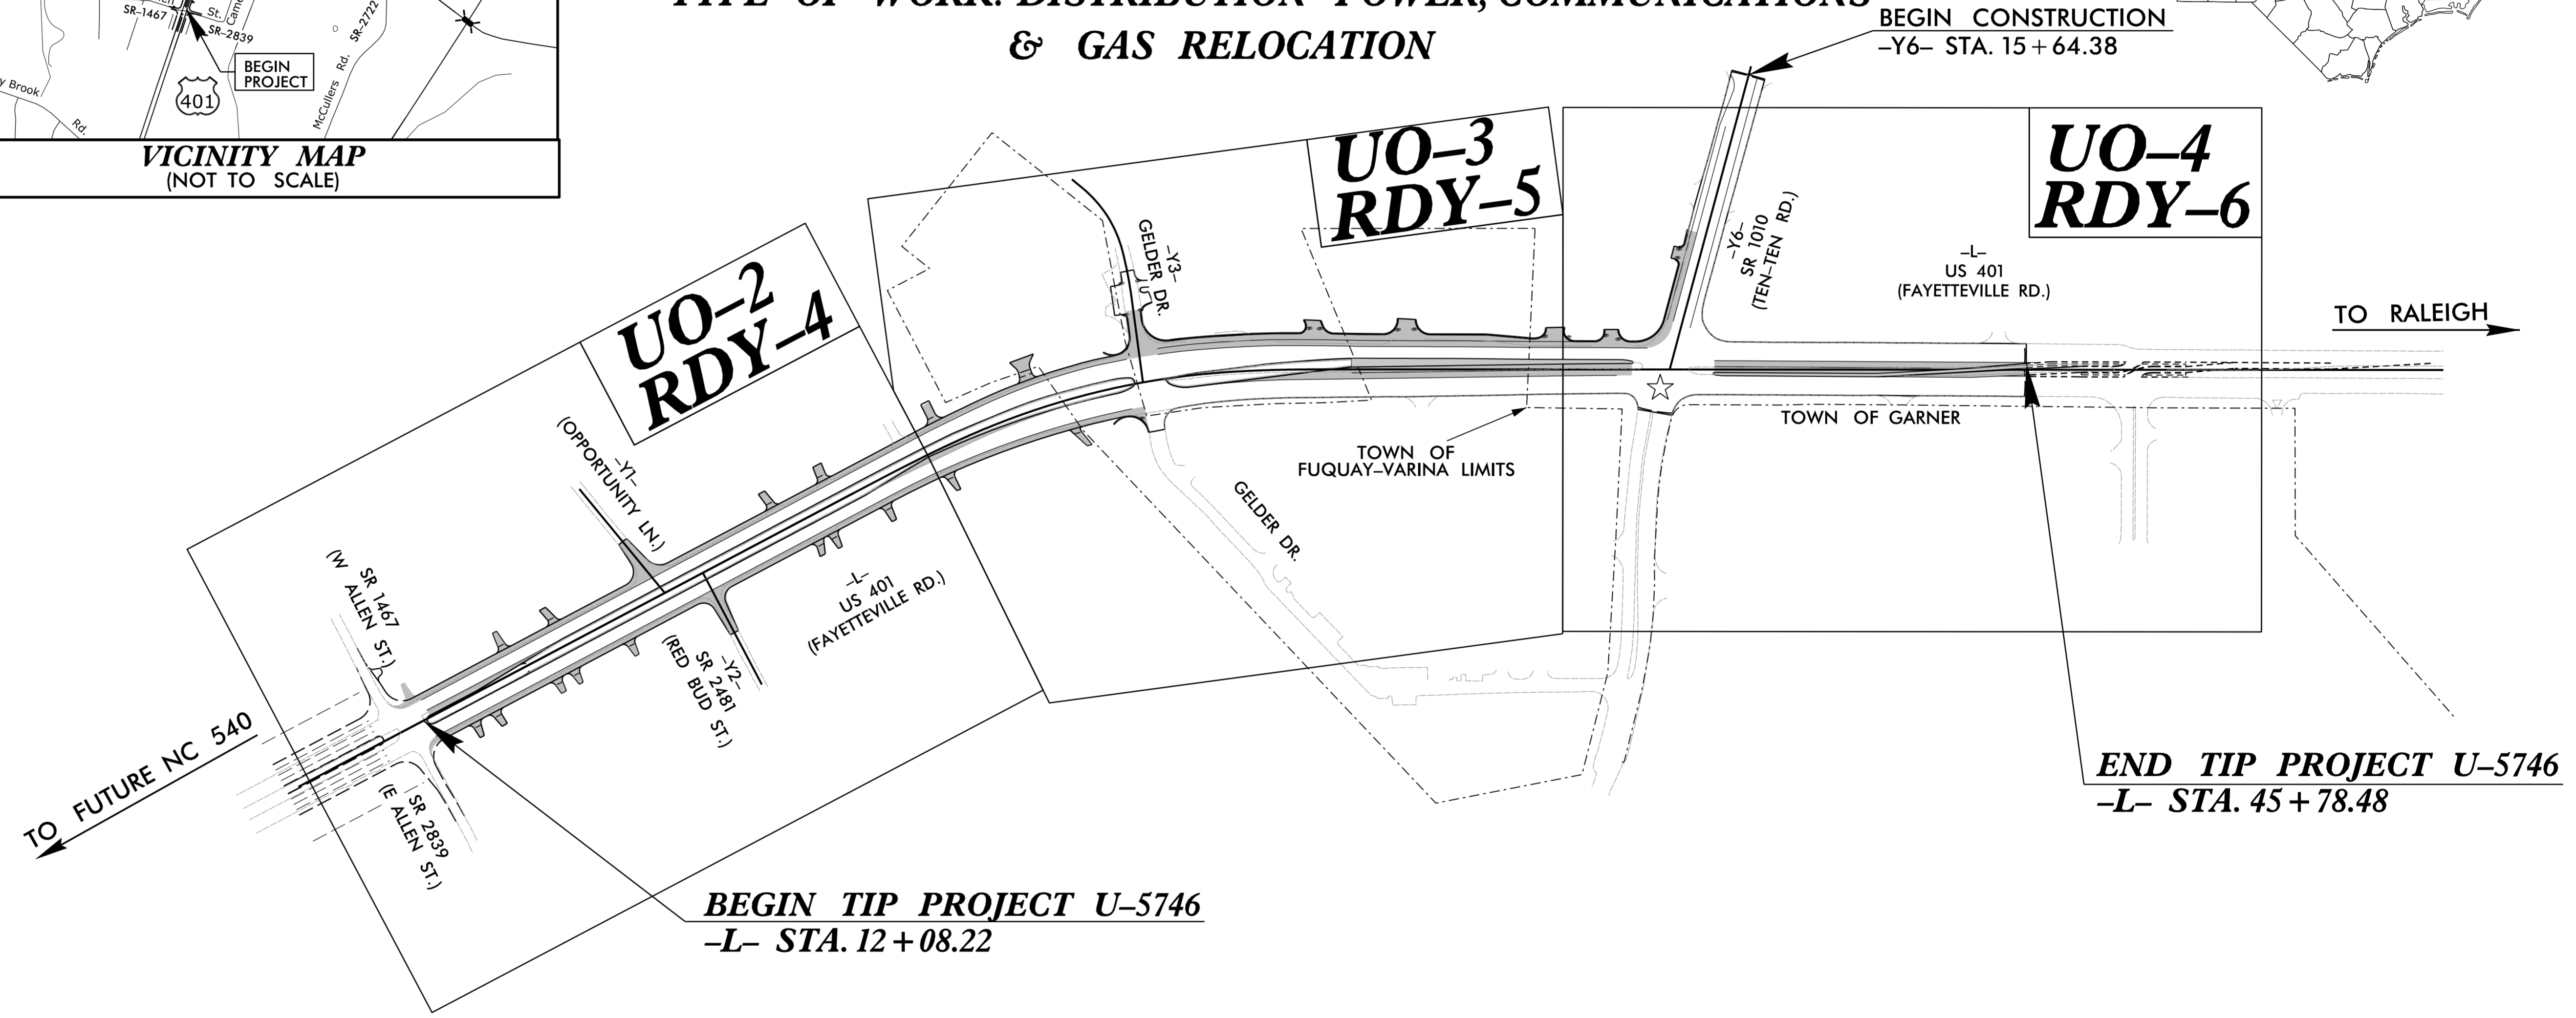 TYPE OF WORK: DISTRIBUTION POWER, COMMUNICATIONS
& GAS RELOCATION
SR-1467
St.
SR-2839
SR-2722
BEGIN
PROJECT
401
McCullers Rd.
Brook
Rd.
VICINITY MAP
(NOT TO SCALE)
BEGIN CONSTRUCTION
–Y6– STA. 15+64.38
UO–2
RDY–4
UO–3
RDY–5
UO–4
RDY–6
–Y3–
GELDER DR.
–Y6–
SR 1010
(TEN–TEN RD.)
–L–
US 401
(FAYETTEVILLE RD.)
TO RALEIGH
TOWN OF GARNER
TOWN OF
FUQUAY–VARINA LIMITS
GELDER DR.
–Y1–
(OPPORTUNITY LN.)
–L–
US 401
(FAYETTEVILLE RD.)
–Y2–
SR 2481
(RED BUD ST.)
SR 1467
(W ALLEN ST.)
SR 2839
(E ALLEN ST.)
TO FUTURE NC 540
BEGIN TIP PROJECT U–5746
–L– STA. 12+08.22
END TIP PROJECT U–5746
–L– STA. 45+78.48